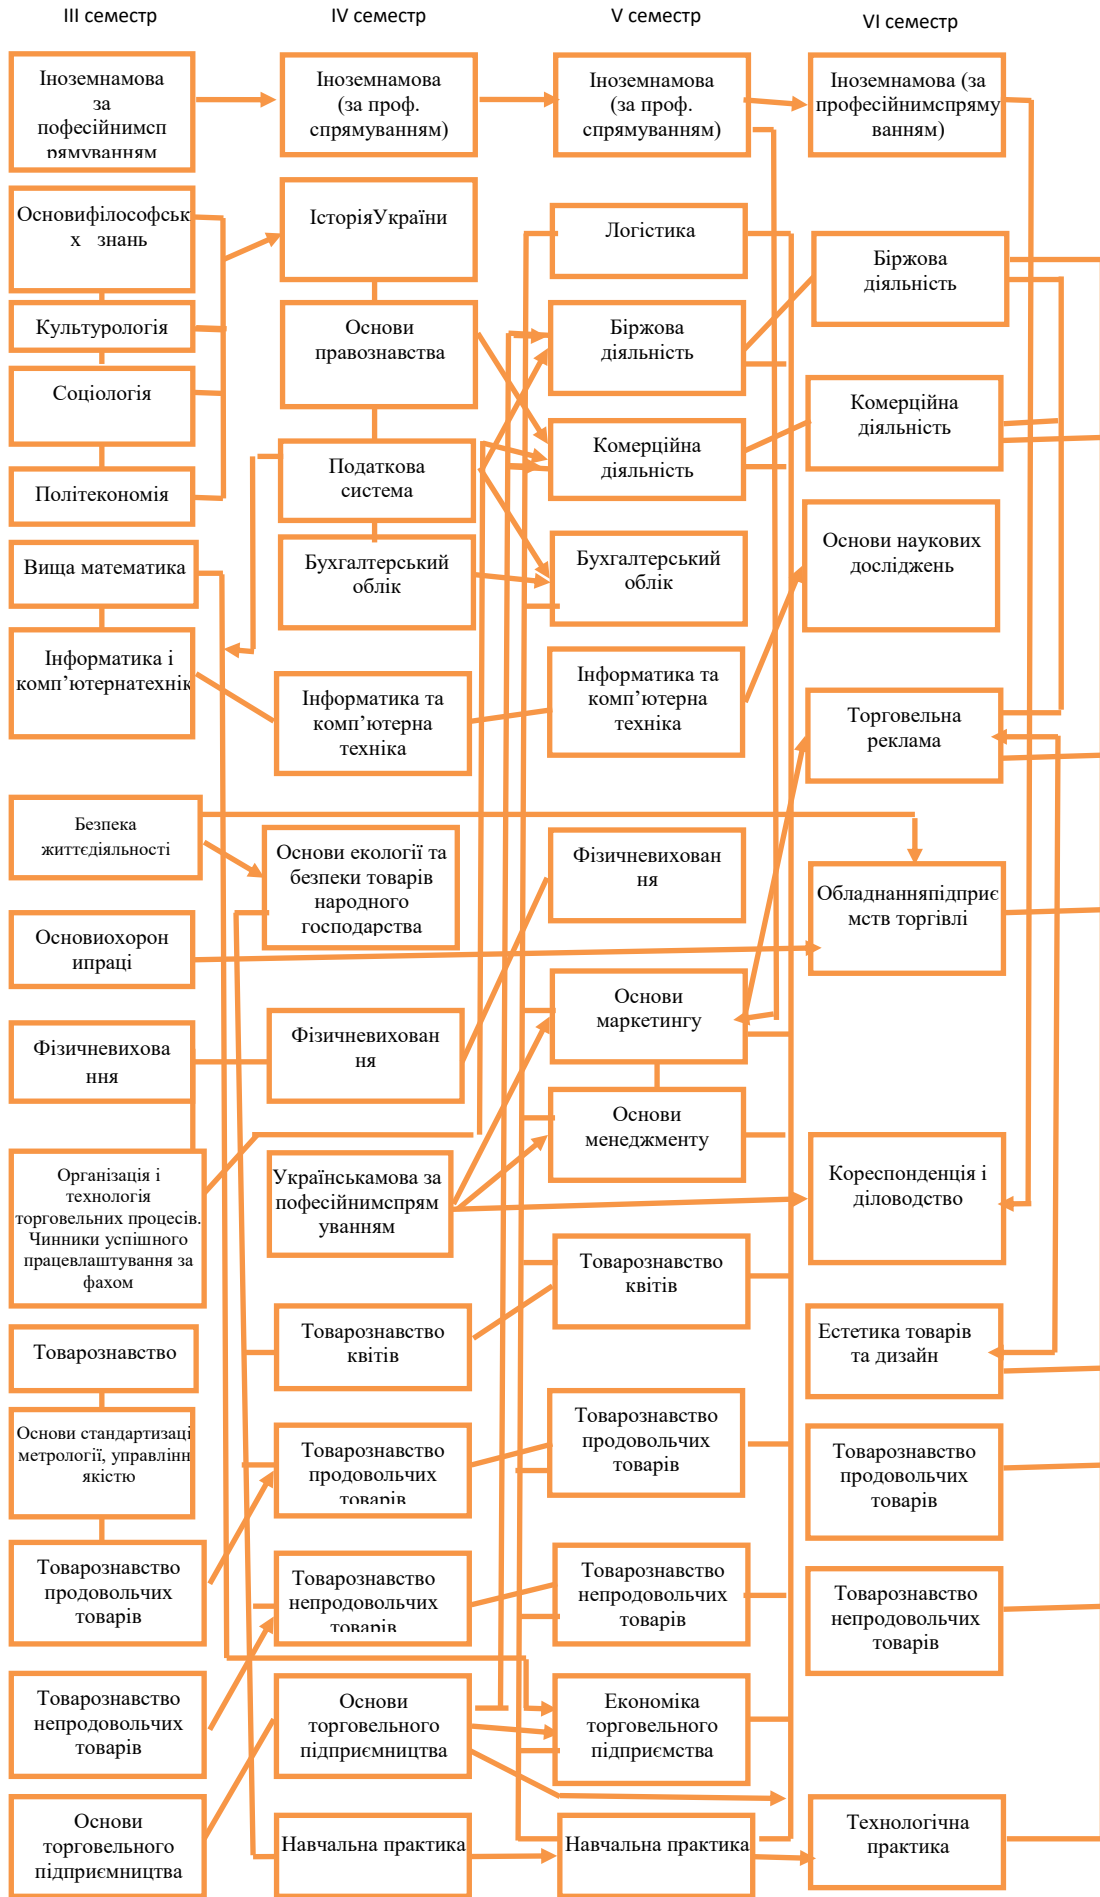 III семестр
Іноземнамова
за
пофесійнимсп
рямуванням
Основифілософськ
х знань
Культурологія
Соціологія
Політекономія
Вища математика
Інформатика і
комп’ютернатехнік
Безпека
життєдіяльності
Основиохорон
ипраці
Фізичневихова
ння
Організація і
технологія
торговельних процесів.
Чинники успішного
працевлаштування за
фахом
Товарознавство
Основи стандартизаці
метрології, управлінн
якістю
Товарознавство
продовольчих
товарів
Товарознавство
непродовольчих
товарів
Основи
торговельного
підприємництва
IV семестр
Іноземнамова
(за проф.
спрямуванням)
ІсторіяУкраїни
Основи
правознавства
Податкова
система
Бухгалтерський
облік
Інформатика та
комп’ютерна
техніка
Основи екології та
безпеки товарів
народного
господарства
Фізичневихован
ня
Українськамова за
пофесійнимспрям
уванням
Товарознавство
квітів
Товарознавство
продовольчих
товарів
Товарознавство
непродовольчих
товарів
Основи
торговельного
підприємництва
Навчальна практика
V семестр
Іноземнамова
(за проф.
спрямуванням)
Логістика
Біржова
діяльність
Комерційна
діяльність
Бухгалтерський
облік
Інформатика та
комп’ютерна
техніка
Фізичневихован
ня
Основи
маркетингу
Основи
менеджменту
Товарознавство
квітів
Товарознавство
продовольчих
товарів
Товарознавство
непродовольчих
товарів
Економіка
торговельного
підприємства
Навчальна практика
VI семестр
Іноземнамова (за
професійнимспряму
ванням)
Біржова
діяльність
Комерційна
діяльність
Основи наукових
досліджень
Торговельна
реклама
Обладнанняпідприє
мств торгівлі
Кореспонденція і
діловодство
Естетика товарів
та дизайн
Товарознавство
продовольчих
товарів
Товарознавство
непродовольчих
товарів
Технологічна
практика